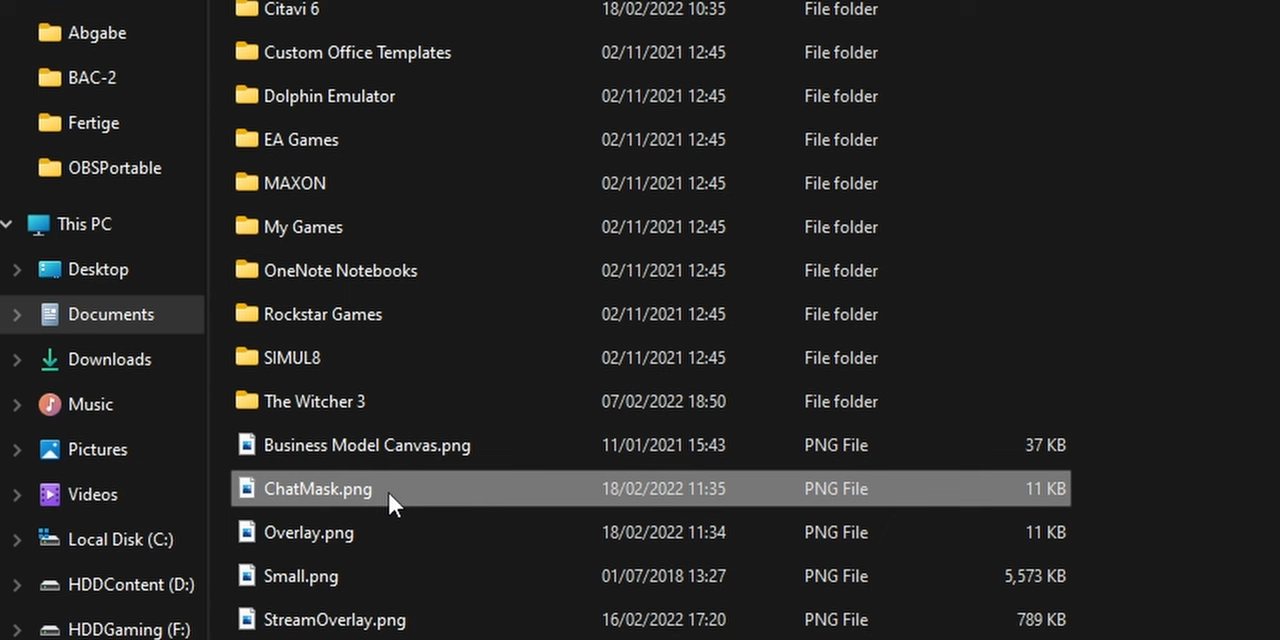 Abgabe
BAC-2
Fertige
OBSPortable
This PC
Desktop
Documents
Downloads
Music
Pictures
Videos
Local Disk (C:)
HDDContent (D:)
HDDGaming (F:)
Citavi 6 18/02/2022 10:35 File folder
Custom Office Templates 02/11/2021 12:45 File folder
Dolphin Emulator 02/11/2021 12:45 File folder
EA Games 02/11/2021 12:45 File folder
MAXON 02/11/2021 12:45 File folder
My Games 02/11/2021 12:45 File folder
OneNote Notebooks 02/11/2021 12:45 File folder
Rockstar Games 02/11/2021 12:45 File folder
SIMUL8 02/11/2021 12:45 File folder
The Witcher 3 07/02/2022 18:50 File folder
Business Model Canvas.png 11/01/2021 15:43 PNG File 37 KB
ChatMask.png 18/02/2022 11:35 PNG File 11 KB
Overlay.png 18/02/2022 11:34 PNG File 11 KB
Small.png 01/07/2018 13:27 PNG File 5,573 KB
StreamOverlay.png 16/02/2022 17:20 PNG File 789 KB